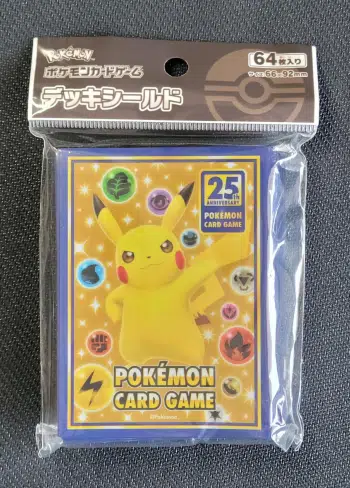 Pokémon
ポケモンカードゲーム
デッキシールド
64枚入り
サイズ:66×92mm
25th
ANNIVERSARY
POKÉMON
CARD GAME
POKÉMON
CARD GAME
©Pokémon